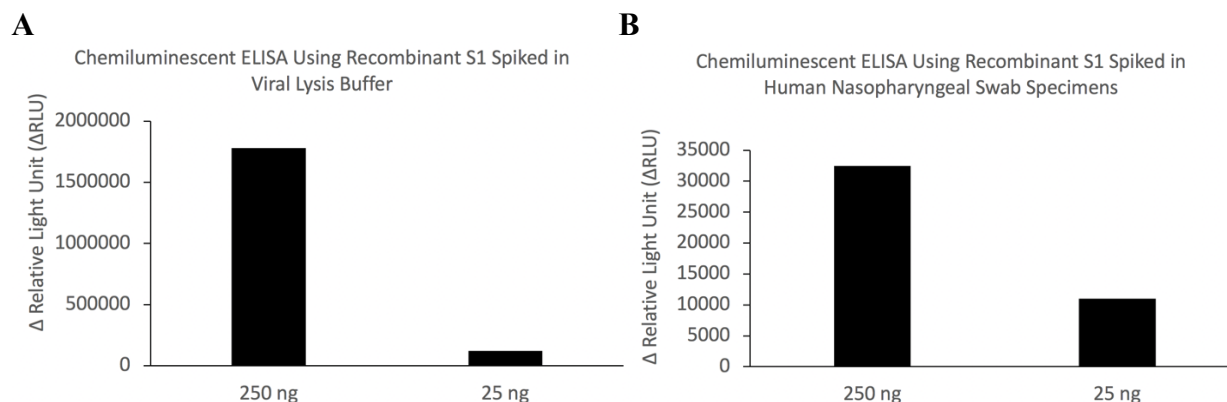 A
Chemiluminescent ELISA Using Recombinant S1 Spiked in
Viral Lysis Buffer
Δ Relative Light Unit (ΔRLU)
2000000
1500000
1000000
500000
0
250 ng
25 ng
B
Chemiluminescent ELISA Using Recombinant S1 Spiked in
Human Nasopharyngeal Swab Specimens
Δ Relative Light Unit (ΔRLU)
35000
30000
25000
20000
15000
10000
5000
0
250 ng
25 ng